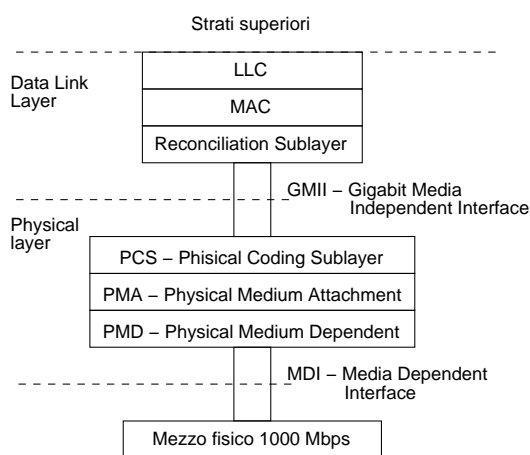 Strati superiori
Data Link
Layer
LLC
MAC
Reconciliation Sublayer
GMII – Gigabit Media
Independent Interface
Physical
layer
PCS – Phisical Coding Sublayer
PMA – Physical Medium Attachment
PMD – Physical Medium Dependent
MDI – Media Dependent
Interface
Mezzo fisico 1000 Mbps